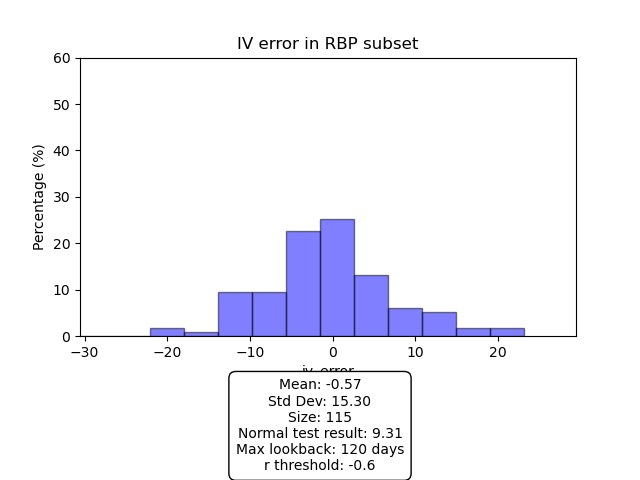 IV error in RBP subset
60
50
40
30
20
10
0
Percentage (%)
−30
−20
−10
0
10
20
iv_error
Mean: -0.57
Std Dev: 15.30
Size: 115
Normal test result: 9.31
Max lookback: 120 days
r threshold: -0.6